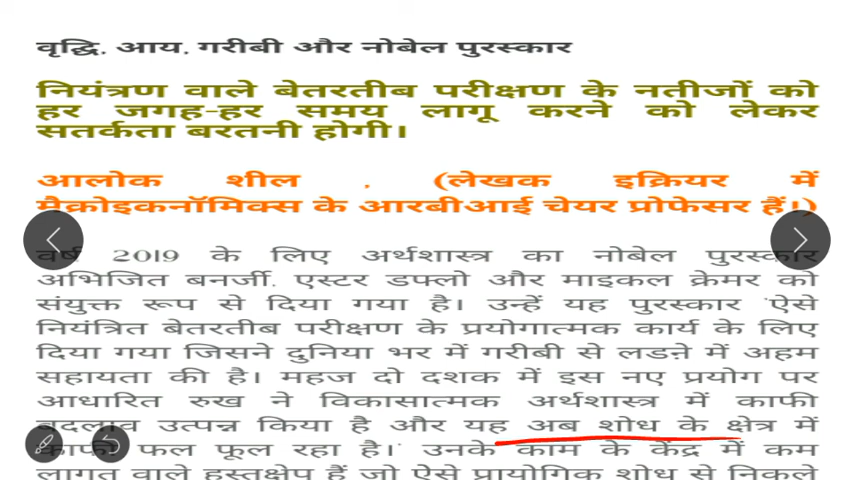 वृद्धि, आय, गरीबी और नोबेल पुरस्कार
नियंत्रण वाले बेतरतीब परीक्षण के नतीजों को
हर जगह-हर समय लागू करने को लेकर
सतर्कता बरतनी होगी।
आलोक शील , (लेखक इक्रियर में
मैक्रोइकनॉमिक्स के आरबीआई चेयर प्रोफेसर हैं।)
वर्ष 2019 के लिए अर्थशास्त्र का नोबेल पुरस्कार
अभिजित बनर्जी, एस्टर डफ्लो और माइकल क्रेमर को
संयुक्त रूप से दिया गया है। उन्हें यह पुरस्कार 'ऐसे
नियंत्रित बेतरतीब परीक्षण के प्रयोगात्मक कार्य के लिए
दिया गया जिसने दुनिया भर में गरीबी से लडऩे में अहम
सहायता की है। महज दो दशक में इस नए प्रयोग पर
आधारित रुख ने विकासात्मक अर्थशास्त्र में काफी
बदलाव उत्पन्न किया है और यह अब शोध के क्षेत्र में
काफी फल फूल रहा है।' उनके काम के केंद्र में कम
लागत वाले हस्तक्षेप हैं जो ऐसे प्रायोगिक शोध से निकले